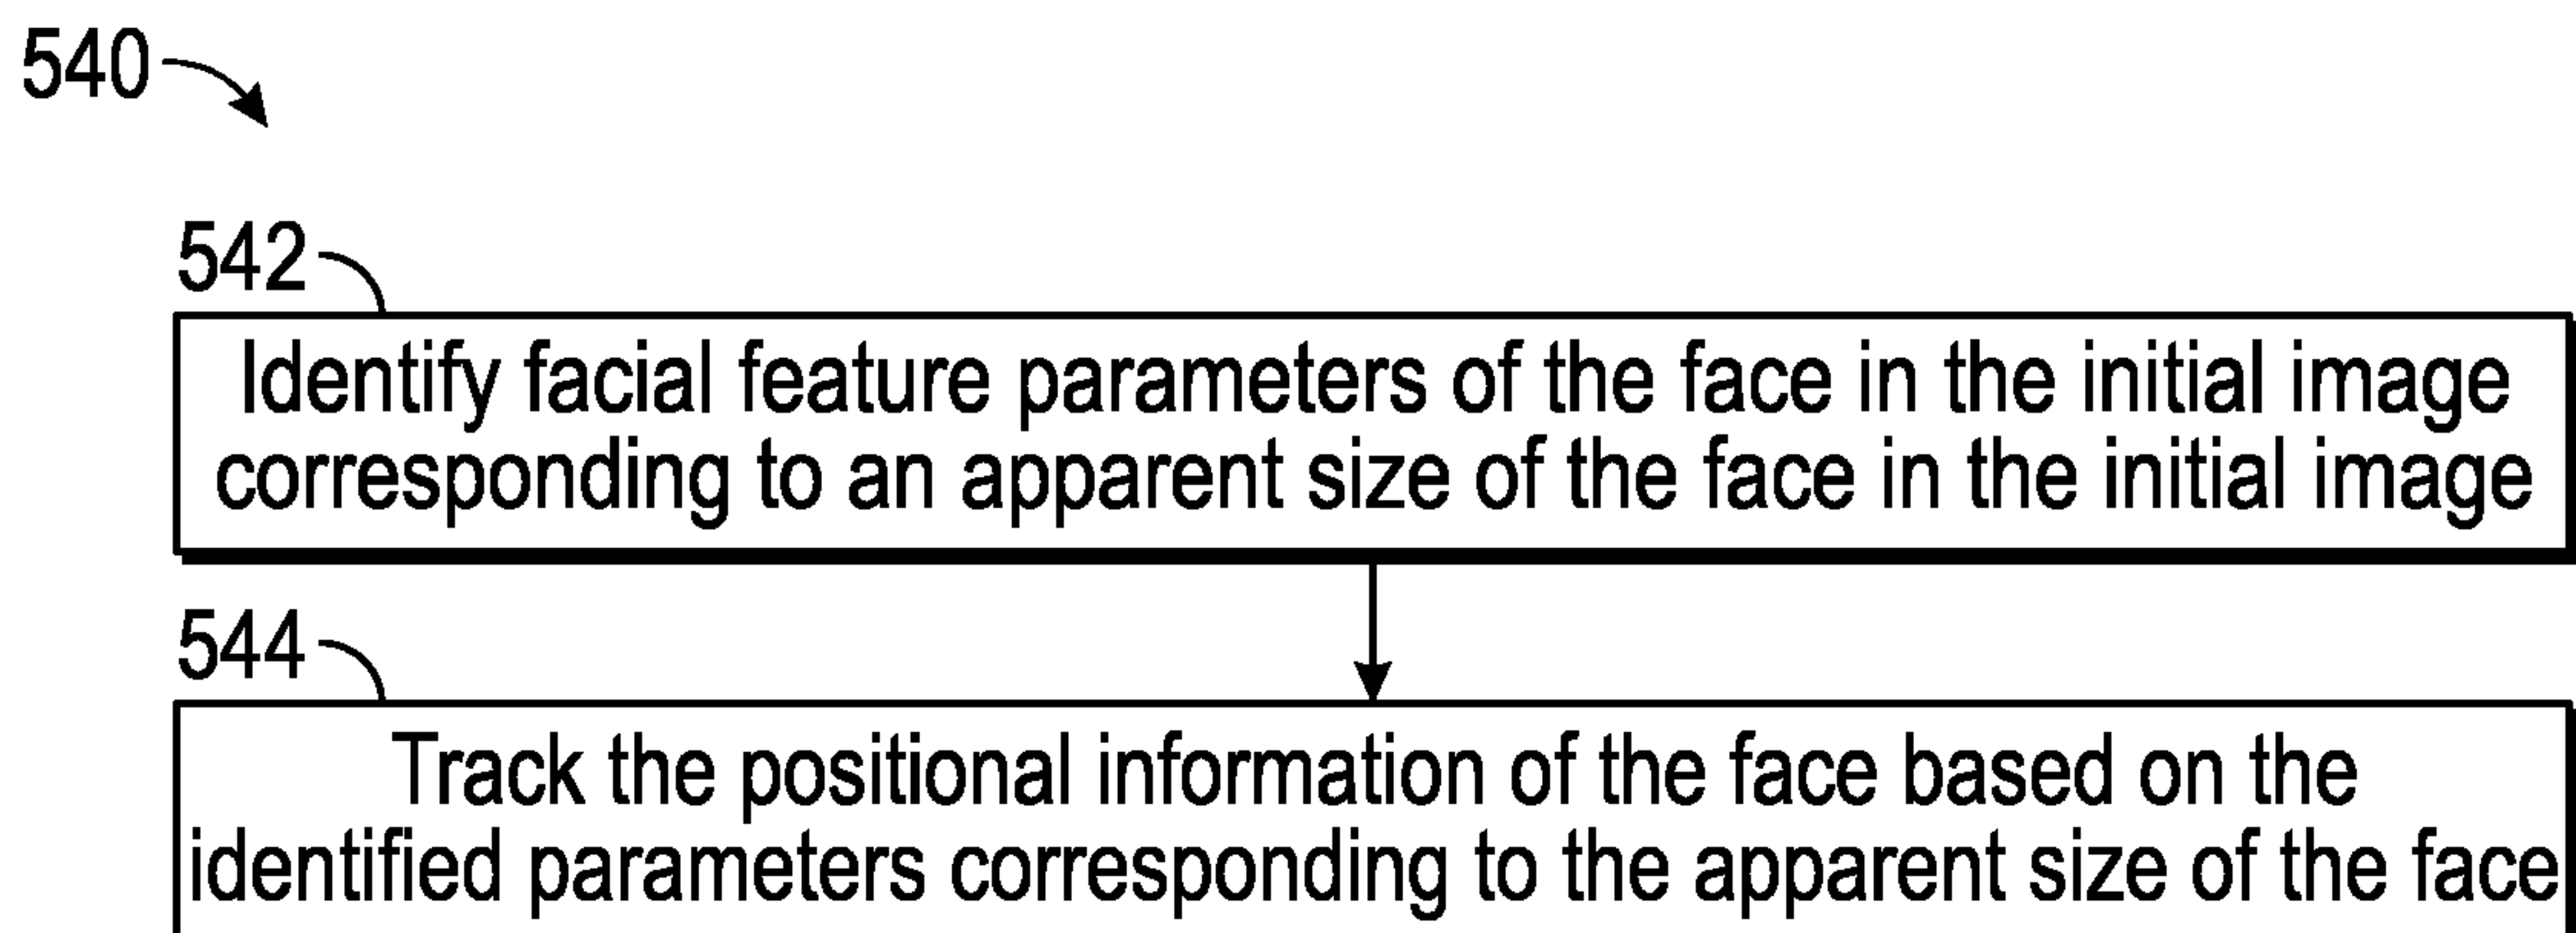 540
542
Identify facial feature parameters of the face in the initial image
corresponding to an apparent size of the face in the initial image
544
Track the positional information of the face based on the
identified parameters corresponding to the apparent size of the face